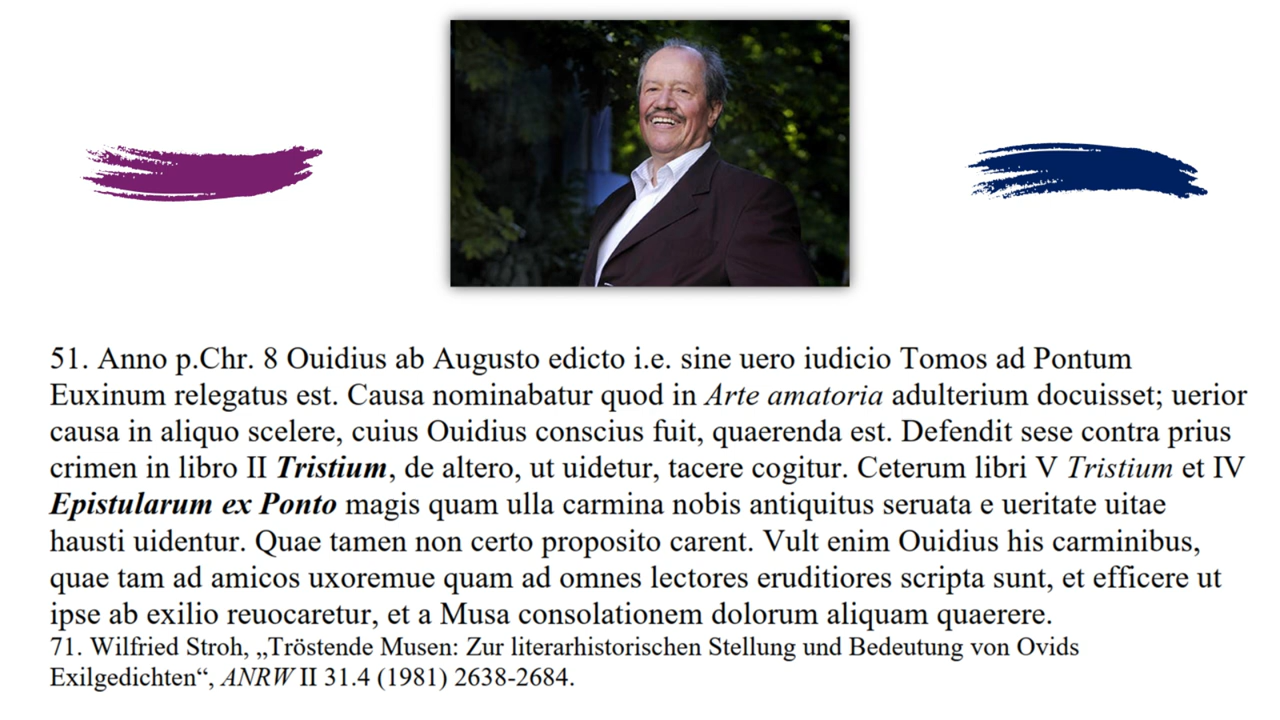 51. Anno p.Chr. 8 Ouidius ab Augusto edicto i.e. sine uero iudicio Tomos ad Pontum
Euxinum relegatus est. Causa nominabatur quod in Arte amatoria adulterium docuisset; uerior
causa in aliquo scelere, cuius Ouidius conscius fuit, quaerenda est. Defendit sese contra prius
crimen in libro II Tristium, de altero, ut uidetur, tacere cogitur. Ceterum libri V Tristium et IV
Epistularum ex Ponto magis quam ulla carmina nobis antiquitus seruata e ueritate uitae
hausti uidentur. Quae tamen non certo proposito carent. Vult enim Ouidius his carminibus,
quae tam ad amicos uxoremue quam ad omnes lectores eruditiores scripta sunt, et efficere ut
ipse ab exilio reuocaretur, et a Musa consolationem dolorum aliquam quaerere.
71. Wilfried Stroh, „Tröstende Musen: Zur literarhistorischen Stellung und Bedeutung von Ovids
Exilgedichten“, ANRW II 31.4 (1981) 2638-2684.